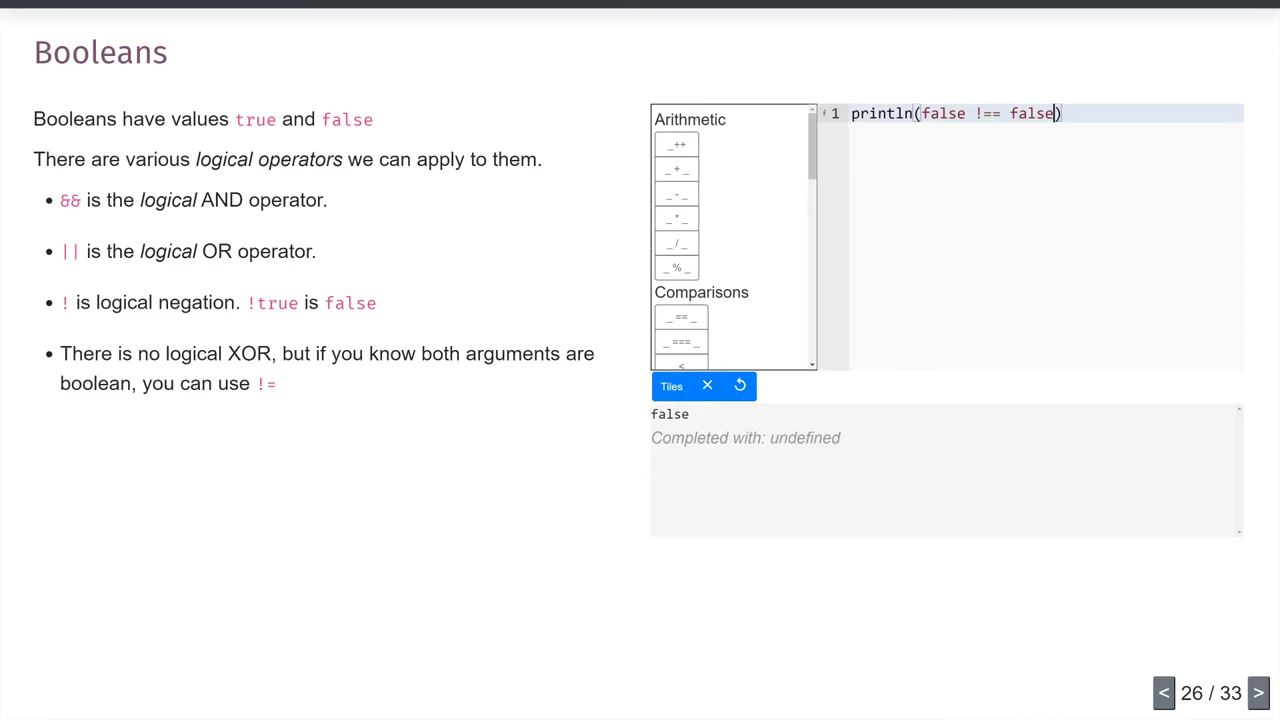 Booleans
Booleans have values true and false
There are various logical operators we can apply to them.
• && is the logical AND operator.
• || is the logical OR operator.
• ! is logical negation. !true is false
• There is no logical XOR, but if you know both arguments are
boolean, you can use !=
Arithmetic
_++
_ + _
_ - _
_ * _
_ / _
_ % _
Comparisons
_ == _
_ === _
<
i 1 println(false !== false)
Tiles
false
Completed with: undefined
< 26 / 33 >